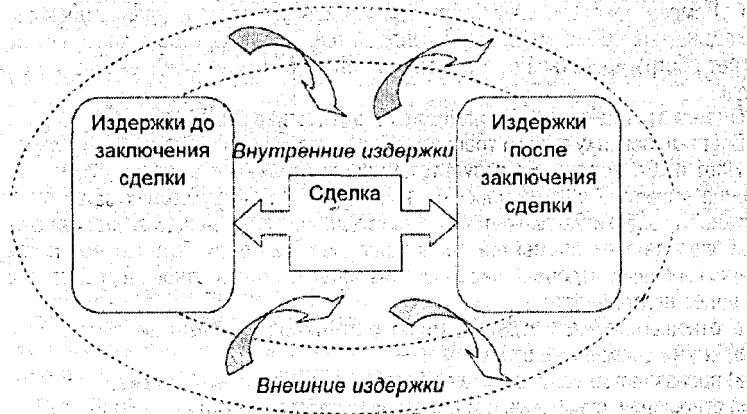 Издержки до
заключения
сделки
Внутренние издержки
Издержки
после
заключения
сделки
Сделка
Внешние издержки